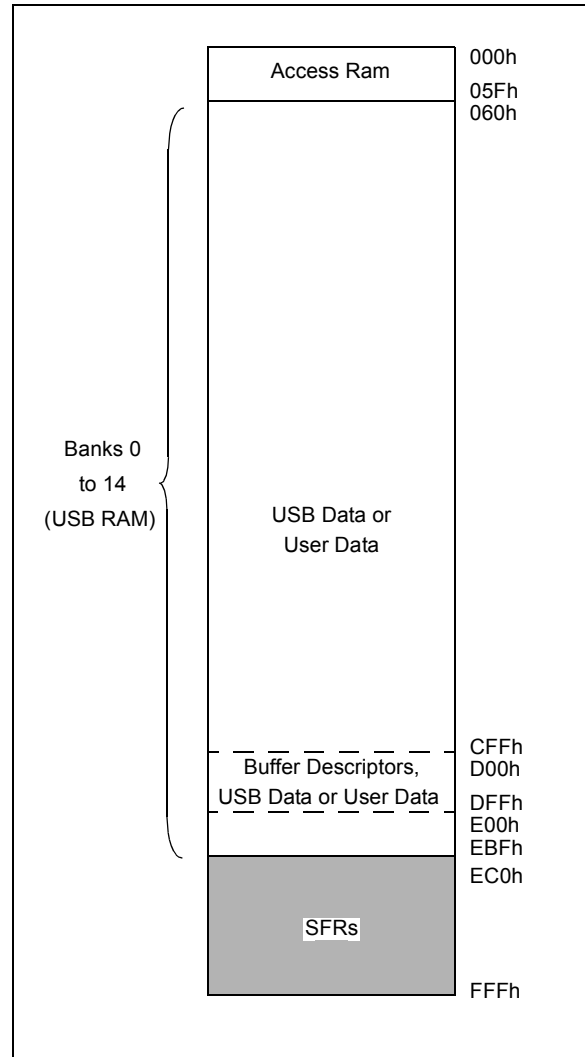 Access Ram
000h
05Fh
060h
Banks 0
to 14
(USB RAM)
USB Data or
User Data
CFFh
Buffer Descriptors,
USB Data or User Data
D00h
DFFh
E00h
EBFh
EC0h
SFRs
FFFh